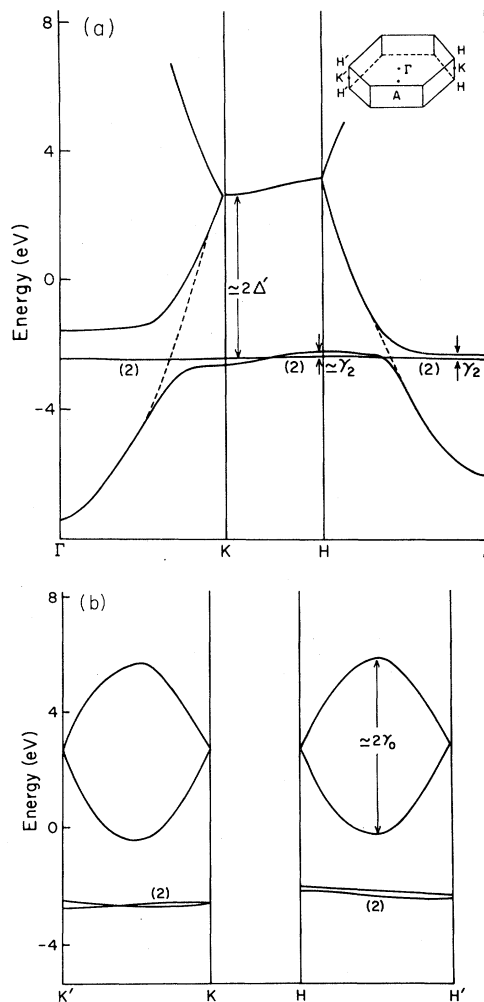 (a)
8
4
0
-4
Energy (eV)
H'
K'
H'
Γ
A
H
K
H
≃2Δ'
(2)
(2)
≃γ₂
(2)
γ₂
Γ
K
H
(b)
8
4
0
-4
Energy (eV)
≃2γ₀
(2)
(2)
K'
K
H
H'